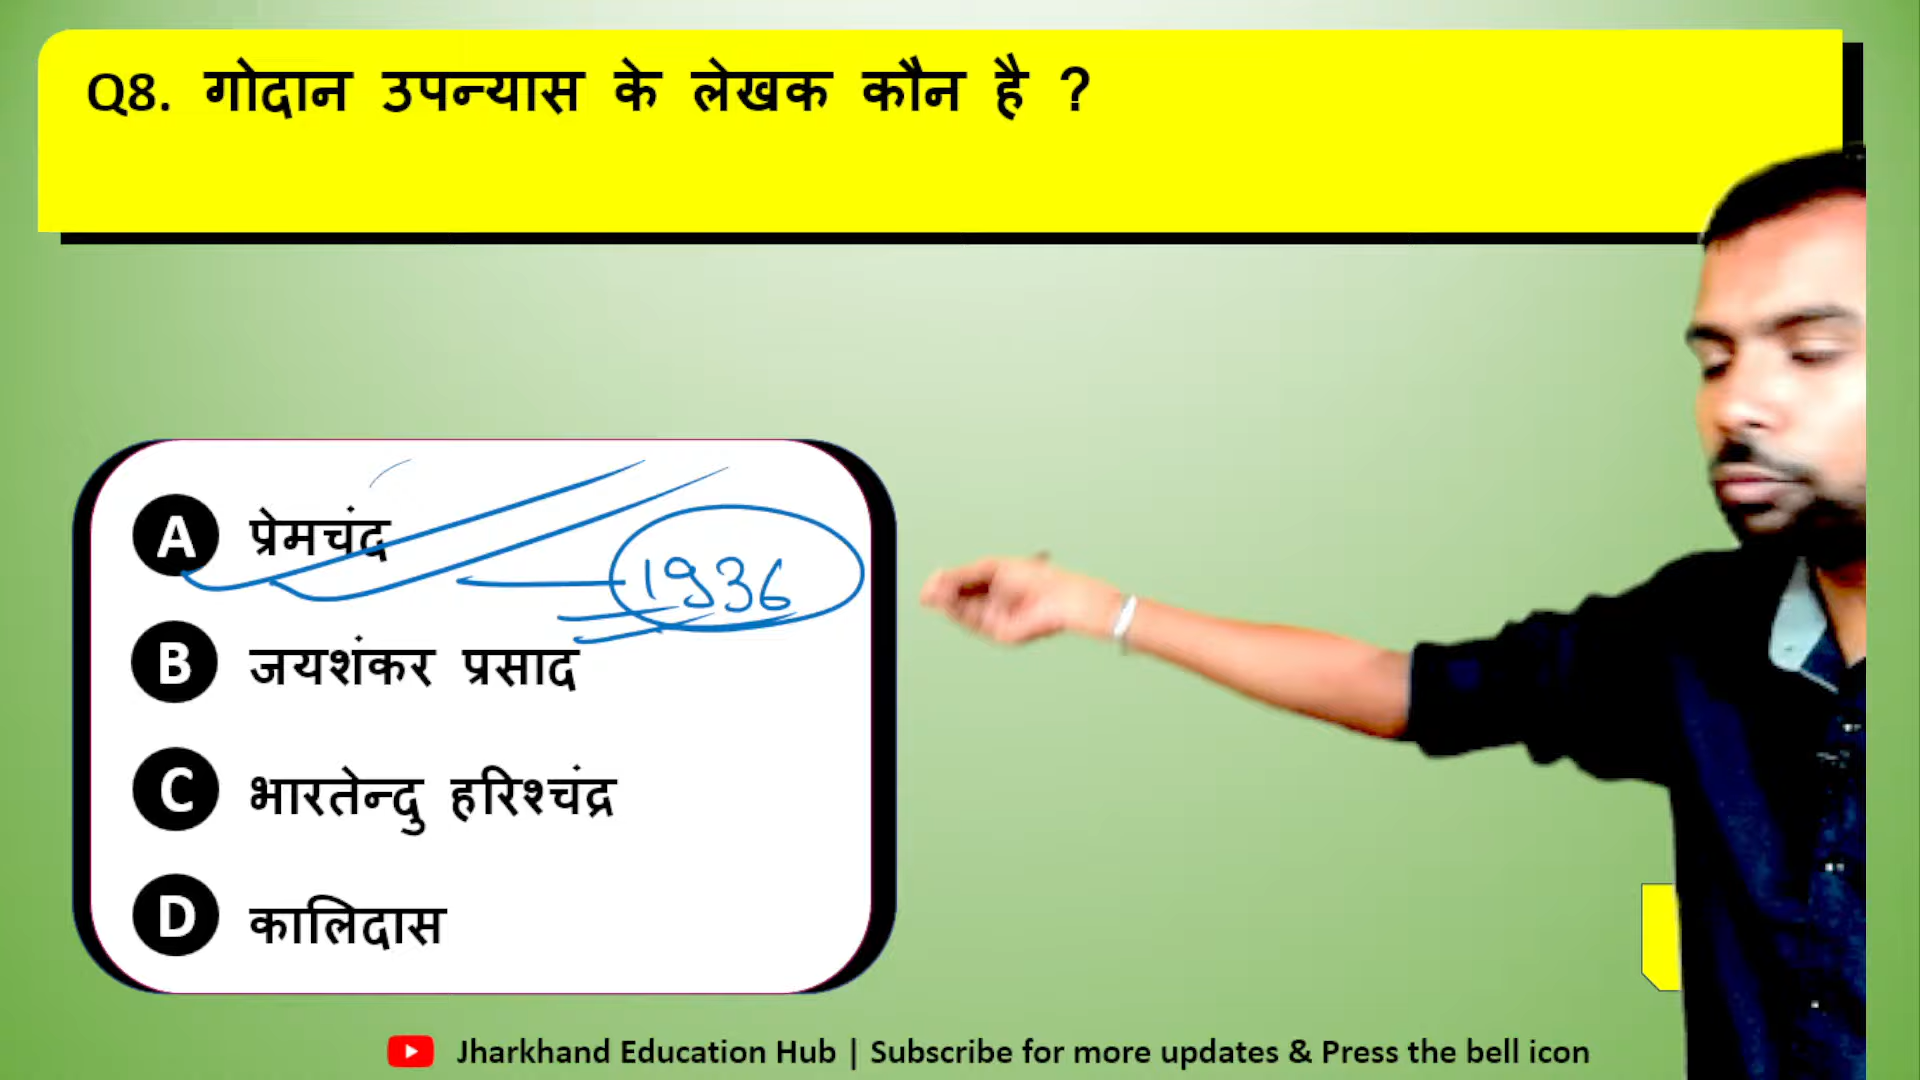 Q8. गोदान उपन्यास के लेखक कौन है ?
A प्रेमचंद
1936
B जयशंकर प्रसाद
C भारतेन्दु हरिश्चंद्र
D कालिदास
Jharkhand Education Hub | Subscribe for more updates & Press the bell icon